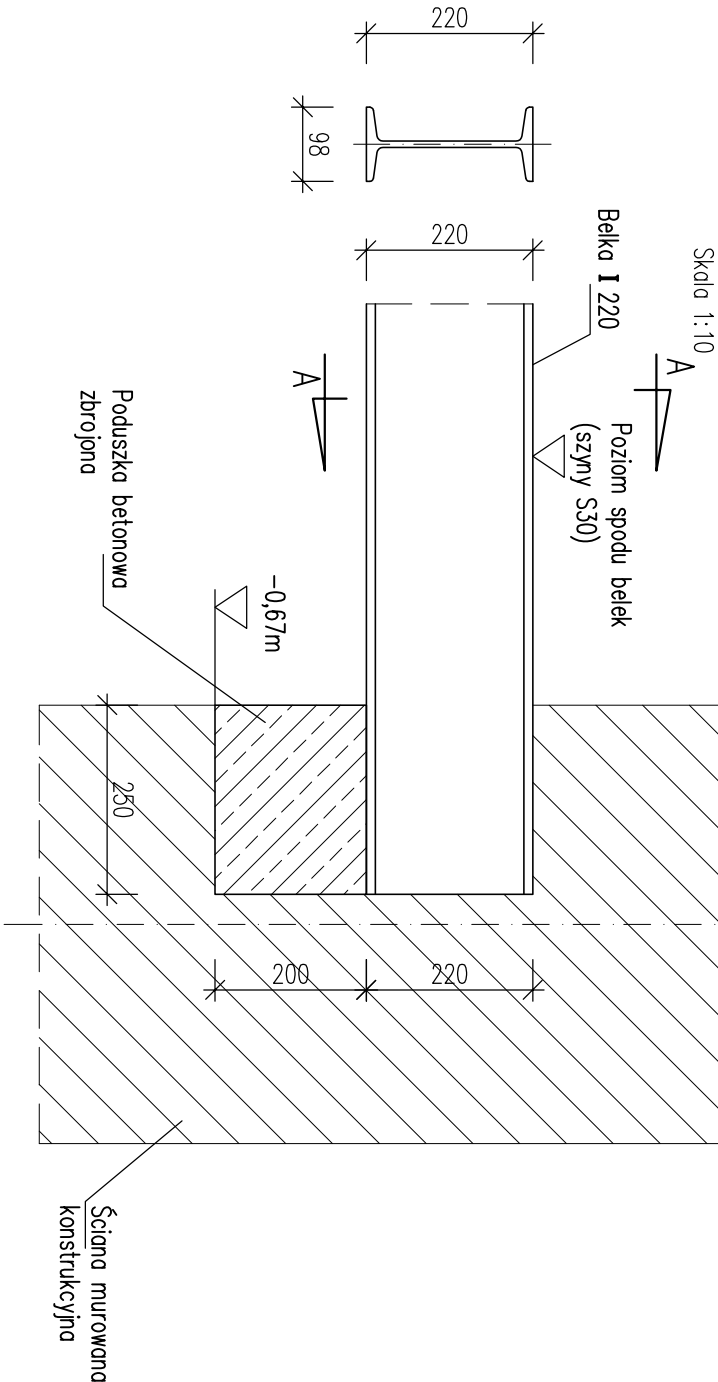 Skala 1:10
A
Poziom spodu belek
(szyny S30)
Belka I 220
220
220
98
A
-0,67m
Poduszka betonowa
zbrojona
250
200
220
Ściana murowana
konstrukcyjna